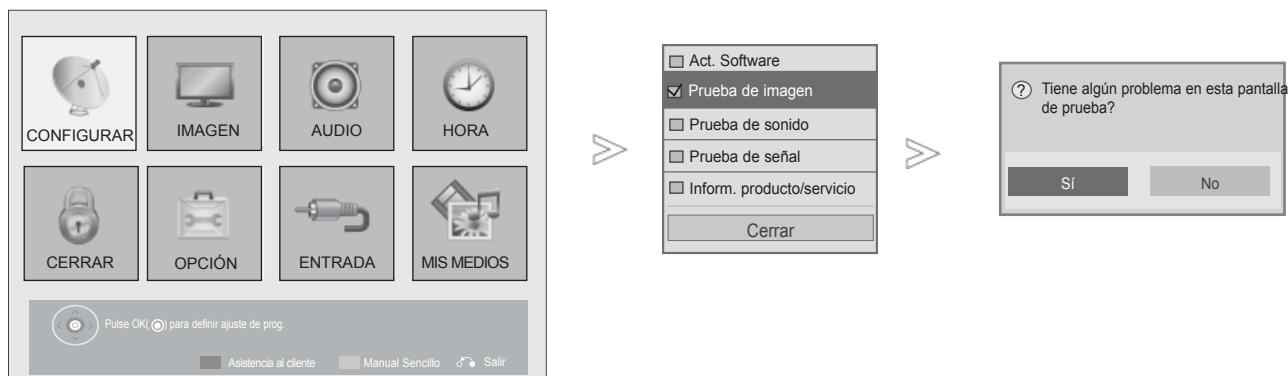 CONFIGURAR
IMAGEN
AUDIO
HORA
CERRAR
OPCIÓN
ENTRADA
MIS MEDIOS
Pulse OK( ) para definir ajuste de prog.
Asistencia al cliente
Manual Sencillo
Salir
Act. Software
Prueba de imagen
Prueba de sonido
Prueba de señal
Inform. producto/servicio
Cerrar
? Tiene algún problema en esta pantalla
de prueba?
Sí
No